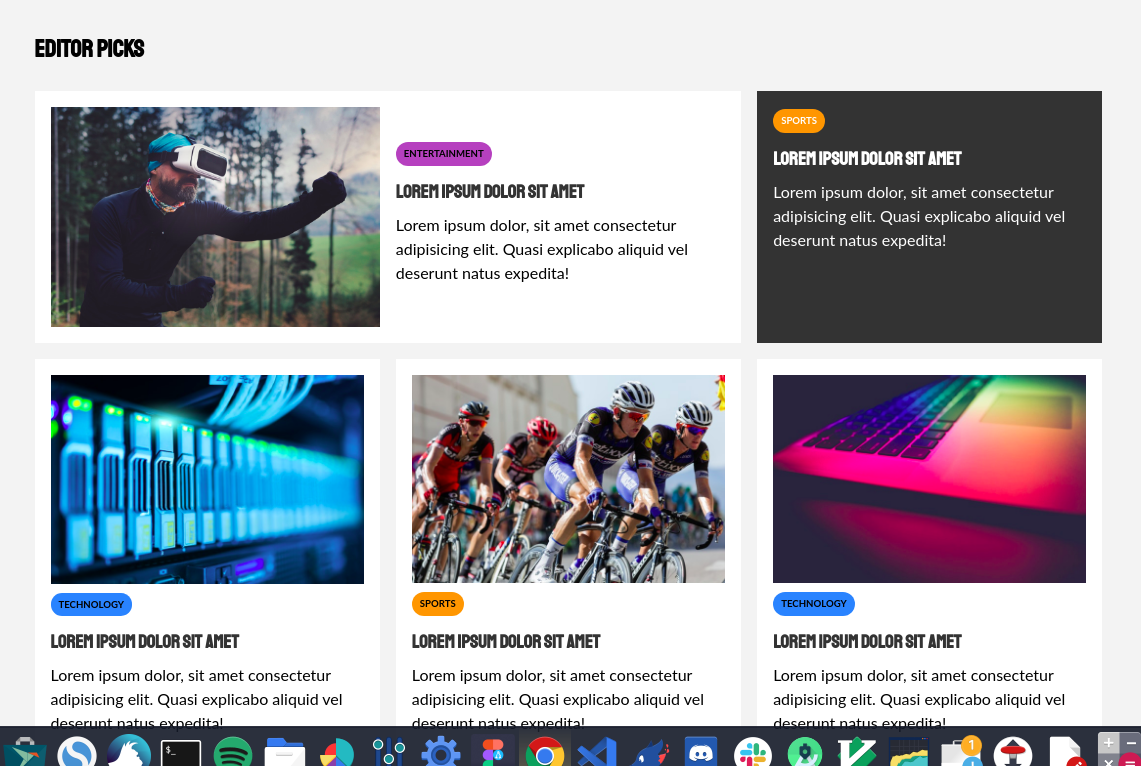 EDITOR PICKS
ENTERTAINMENT
LOREM IPSUM DOLOR SIT AMET
Lorem ipsum dolor, sit amet consectetur
adipisicing elit. Quasi explicabo aliquid vel
deserunt natus expedita!
SPORTS
LOREM IPSUM DOLOR SIT AMET
Lorem ipsum dolor, sit amet consectetur
adipisicing elit. Quasi explicabo aliquid vel
deserunt natus expedita!
TECHNOLOGY
LOREM IPSUM DOLOR SIT AMET
Lorem ipsum dolor, sit amet consectetur
adipisicing elit. Quasi explicabo aliquid vel
deserunt natus expedita!
SPORTS
LOREM IPSUM DOLOR SIT AMET
Lorem ipsum dolor, sit amet consectetur
adipisicing elit. Quasi explicabo aliquid vel
deserunt natus expedita!
TECHNOLOGY
LOREM IPSUM DOLOR SIT AMET
Lorem ipsum dolor, sit amet consectetur
adipisicing elit. Quasi explicabo aliquid vel
deserunt natus expedita!
$_
1